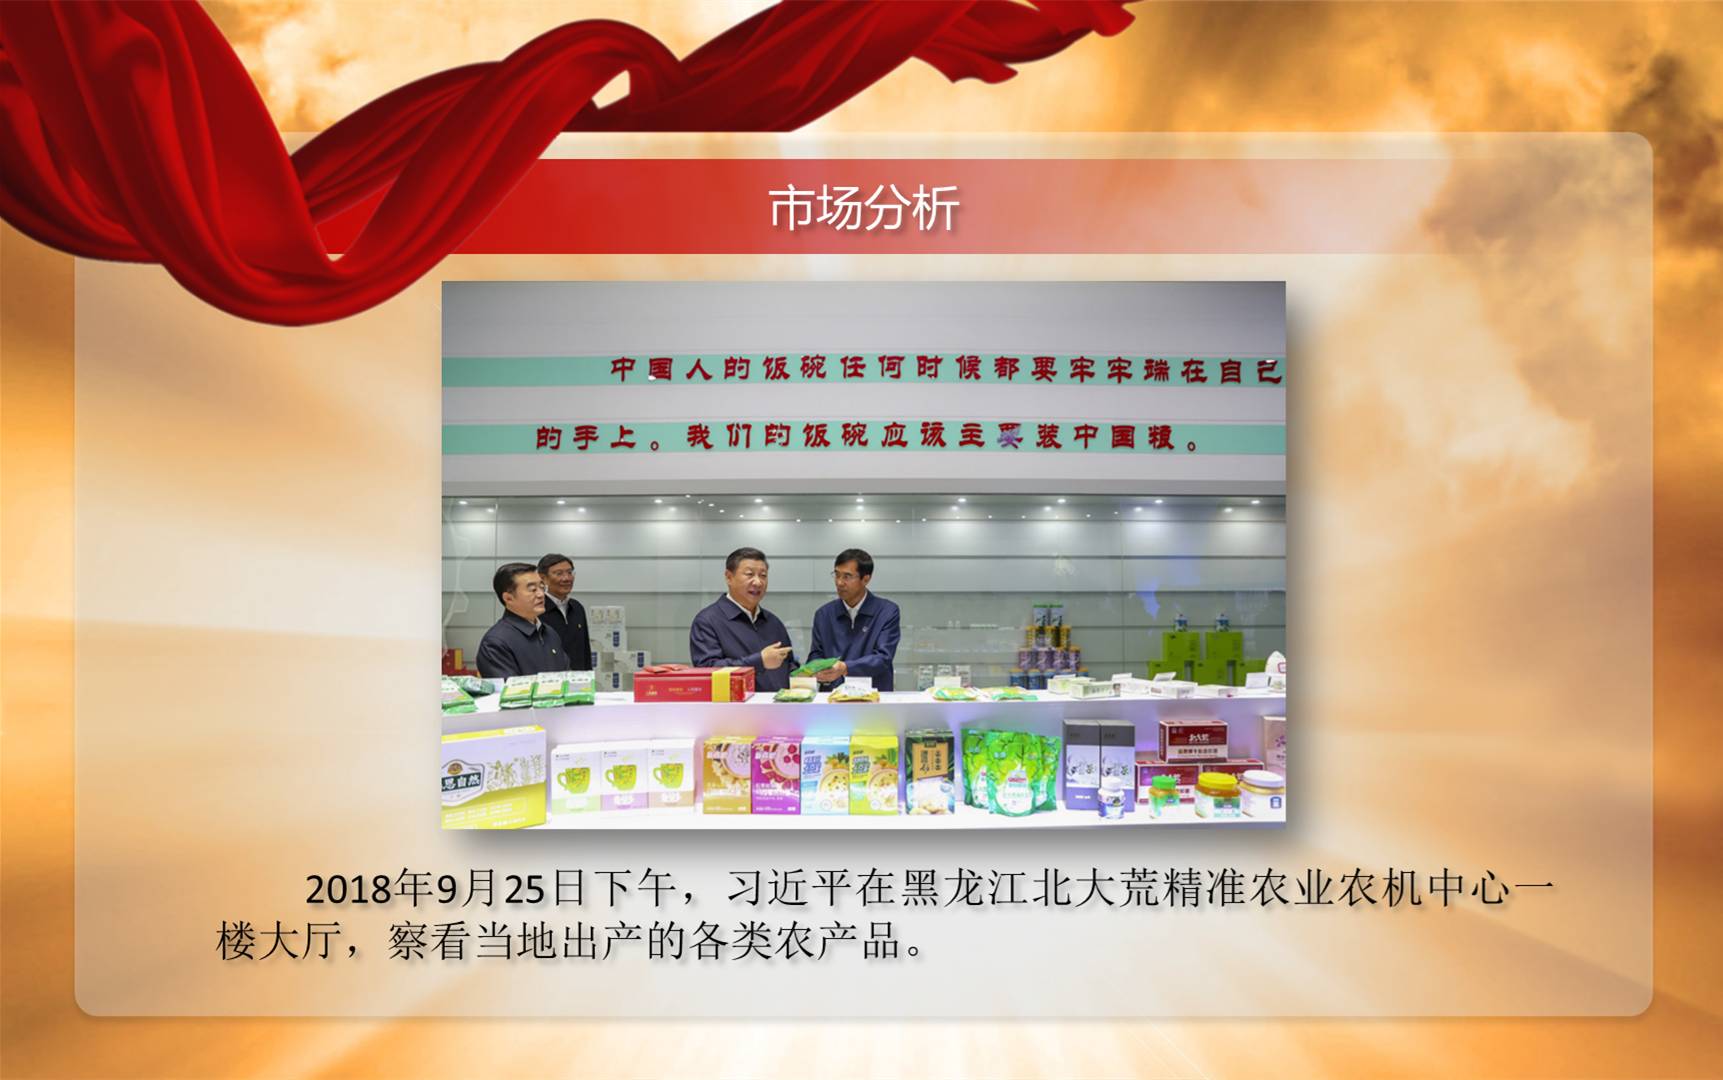 市场分析
中国人的饭碗任何时候都要牢牢端在自己
的手上。我们的饭碗应该主要装中国粮。
2018年9月25日下午，习近平在黑龙江北大荒精准农业农机中心一
楼大厅，察看当地出产的各类农产品。